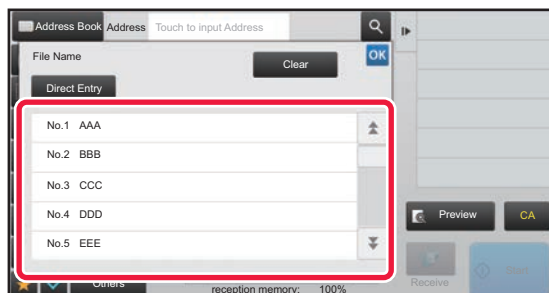 Address Book Address Touch to input Address
File Name
Clear
OK
Direct Entry
No.1 AAA
No.2 BBB
No.3 CCC
No.4 DDD
No.5 EEE
Preview CA
Others
Receive Start
reception memory: 100%